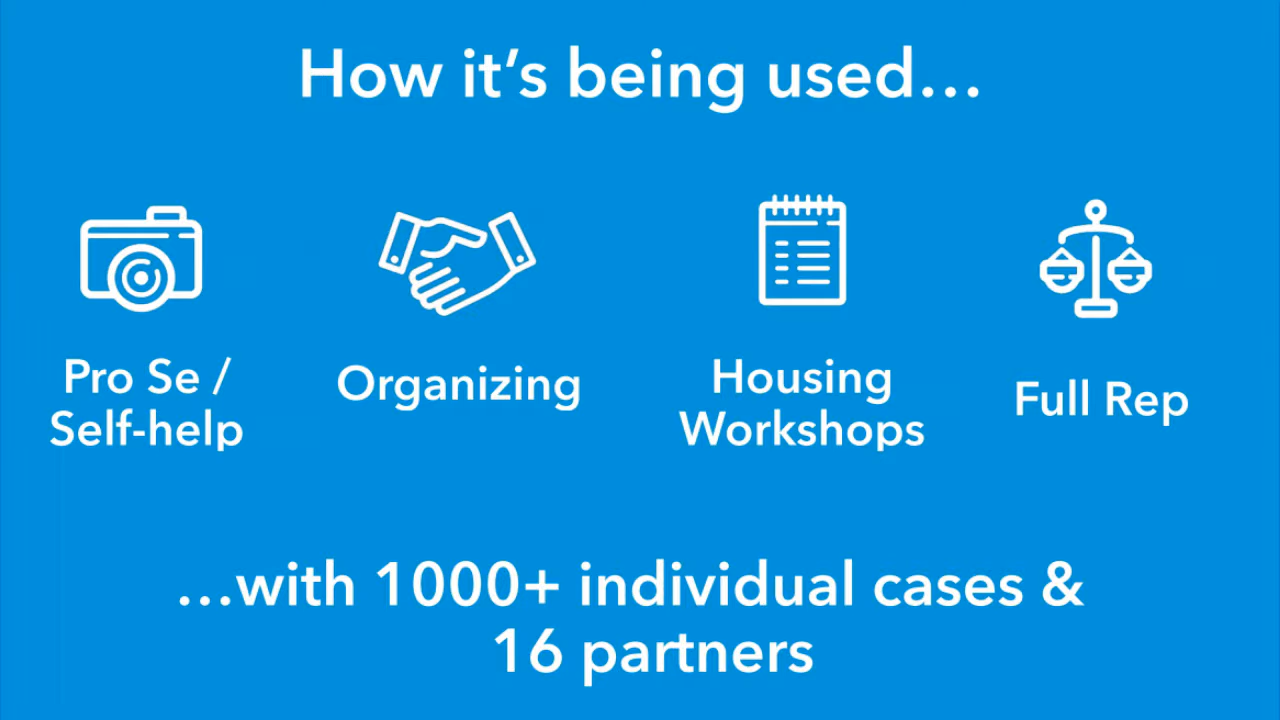 How it’s being used…
Pro Se /
Self-help
Organizing
Housing
Workshops
Full Rep
…with 1000+ individual cases &
16 partners